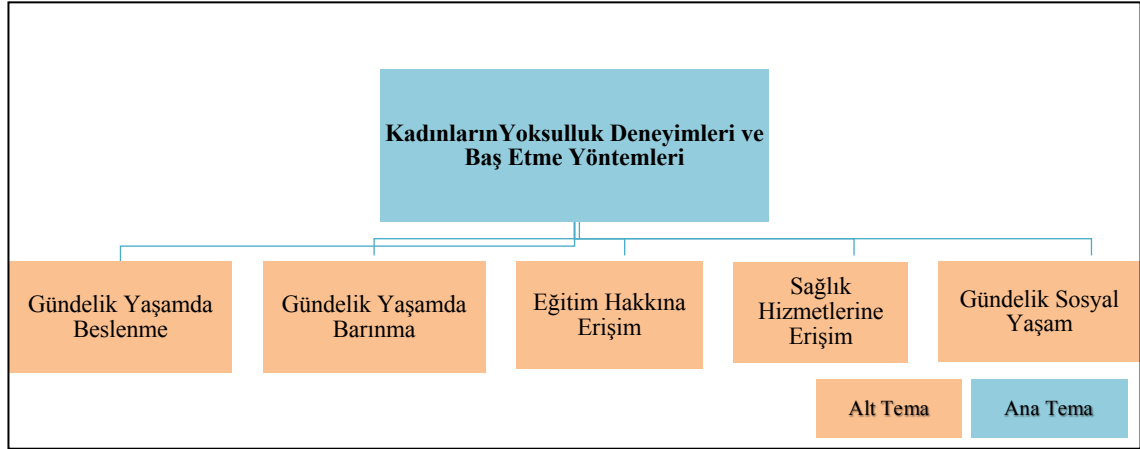 KadınlarınYoksulluk Deneyimleri ve
Baş Etme Yöntemleri
Gündelik Yaşamda
Beslenme
Gündelik Yaşamda
Barınma
Eğitim Hakkına
Erişim
Sağlık
Hizmetlerine
Erişim
Gündelik Sosyal
Yaşam
Alt Tema
Ana Tema